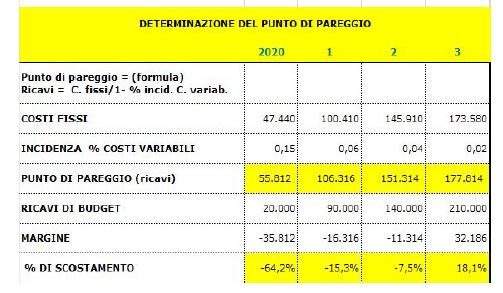 DETERMINAZIONE DEL PUNTO DI PAREGGIO
2020 1 2 3
Punto di pareggio = (formula)
Ricavi = C. fissi/1- % incid. C. variab.
COSTI FISSI 47.440 100.410 145.910 173.580
INCIDENZA % COSTI VARIABILI 0,15 0,06 0,04 0,02
PUNTO DI PAREGGIO (ricavi) 55.812 106.316 151.314 177.814
RICAVI DI BUDGET 20.000 90.000 140.000 210.000
MARGINE -35.812 -16.316 -11.314 32.186
% DI SCOSTAMENTO -64,2% -15,3% -7,5% 18,1%